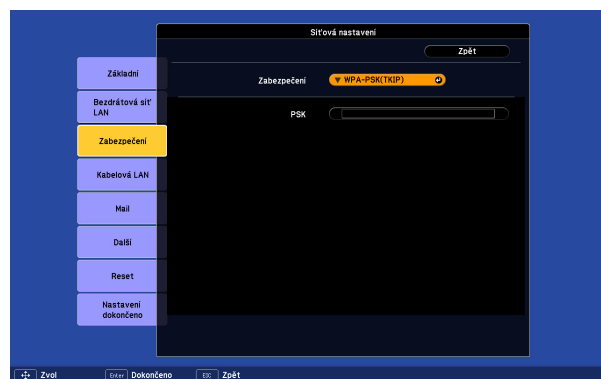 Síťová nastavení
Zpět
Základní
Zabezpečení
WPA-PSK(TKIP)
Bezdrátová síť
LAN
PSK
Zabezpečení
Kabelová LAN
Mail
Další
Reset
Nastavení
dokončeno
Zvol
Enter
Dokončeno
ESC
Zpět